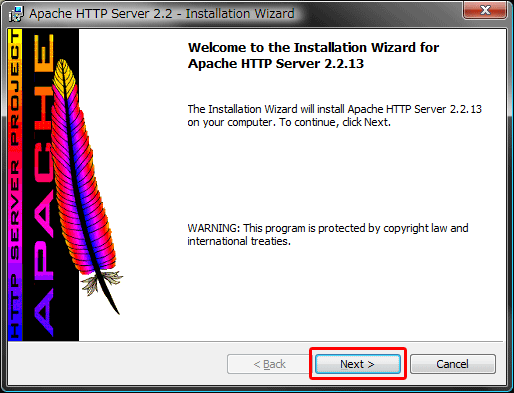 Apache HTTP Server 2.2 - Installation Wizard
HTTP SERVER PROJECT
APACHE
Welcome to the Installation Wizard for
Apache HTTP Server 2.2.13
The Installation Wizard will install Apache HTTP Server 2.2.13
on your computer. To continue, click Next.
WARNING: This program is protected by copyright law and
international treaties.
< Back
Next >
Cancel